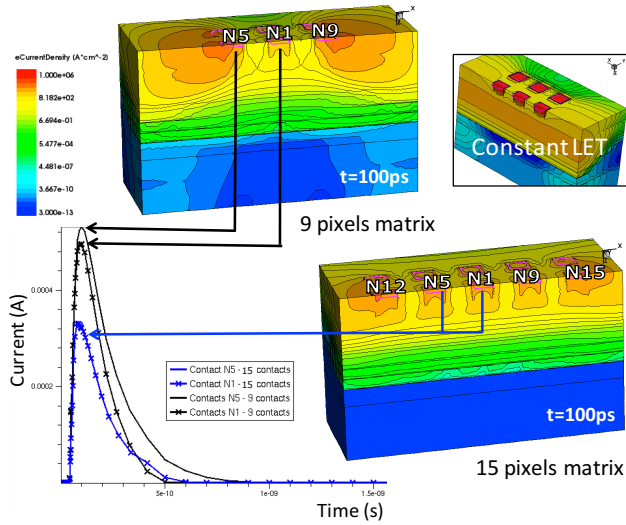 eCurrentDensity (A*cm^-2)
1.000e+06
8.182e+02
6.694e-01
5.477e-04
4.481e-07
3.667e-10
3.000e-13
N5 N1 N9
X
t=100ps
9 pixels matrix
X Y
Constant LET
N12 N5 N1 N9 N15
X
t=100ps
15 pixels matrix
Current (A)
0.0004
0.0002
Contact N5 - 15 contacts
Contact N1 - 15 contacts
Contacts N5 - 9 contacts
Contacts N1 - 9 contacts
5e-10 1e-09 1.5e-09
Time (s)